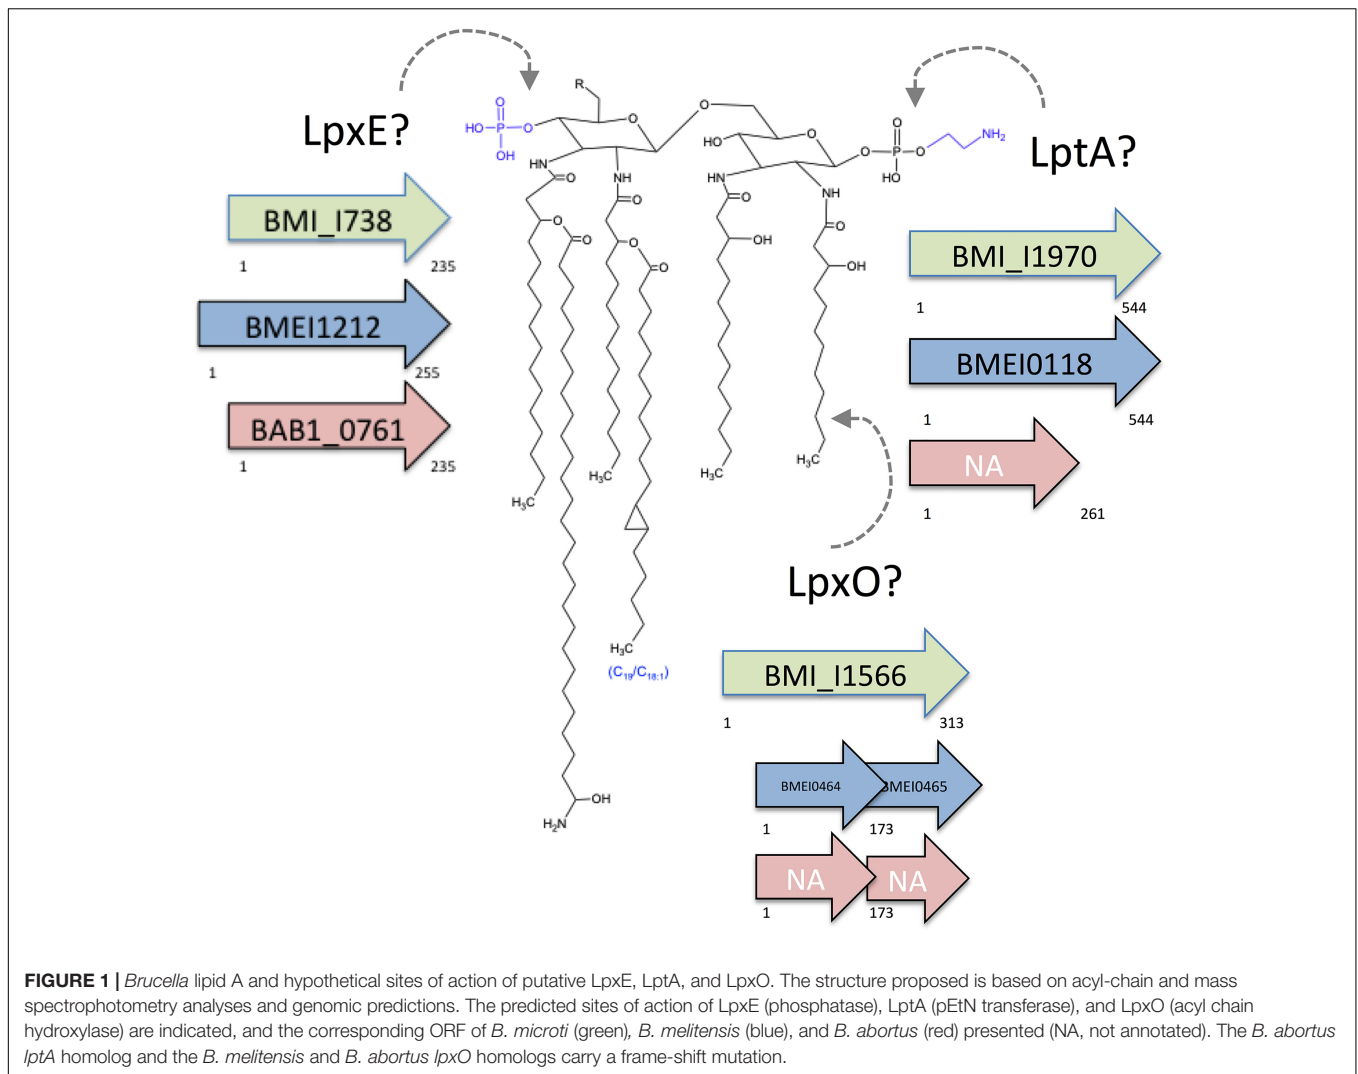 LpxE?
BMI_I738
1 235
BMEI1212
1 255
BAB1_0761
1 235
R
O
HO P O
OH
O
O
HO
O
O
O P O NH₂
HO
HN O
NH
O
HN O
NH
O
O
O
O
O
OH
OH
H₃C
H₃C
H₃C
H₃C
H₃C
(C₁₉/C₁₈:₁)
OH
H₂N
LptA?
BMI_I1970
1 544
BMEI0118
1 544
NA
1 261
LpxO?
BMI_I1566
1 313
BMEI0464 BMEI0465
1 173
NA NA
1 173
FIGURE 1 | Brucella lipid A and hypothetical sites of action of putative LpxE, LptA, and LpxO. The structure proposed is based on acyl-chain and mass
spectrophotometry analyses and genomic predictions. The predicted sites of action of LpxE (phosphatase), LptA (pEtN transferase), and LpxO (acyl chain
hydroxylase) are indicated, and the corresponding ORF of B. microti (green), B. melitensis (blue), and B. abortus (red) presented (NA, not annotated). The B. abortus
lptA homolog and the B. melitensis and B. abortus lpxO homologs carry a frame-shift mutation.